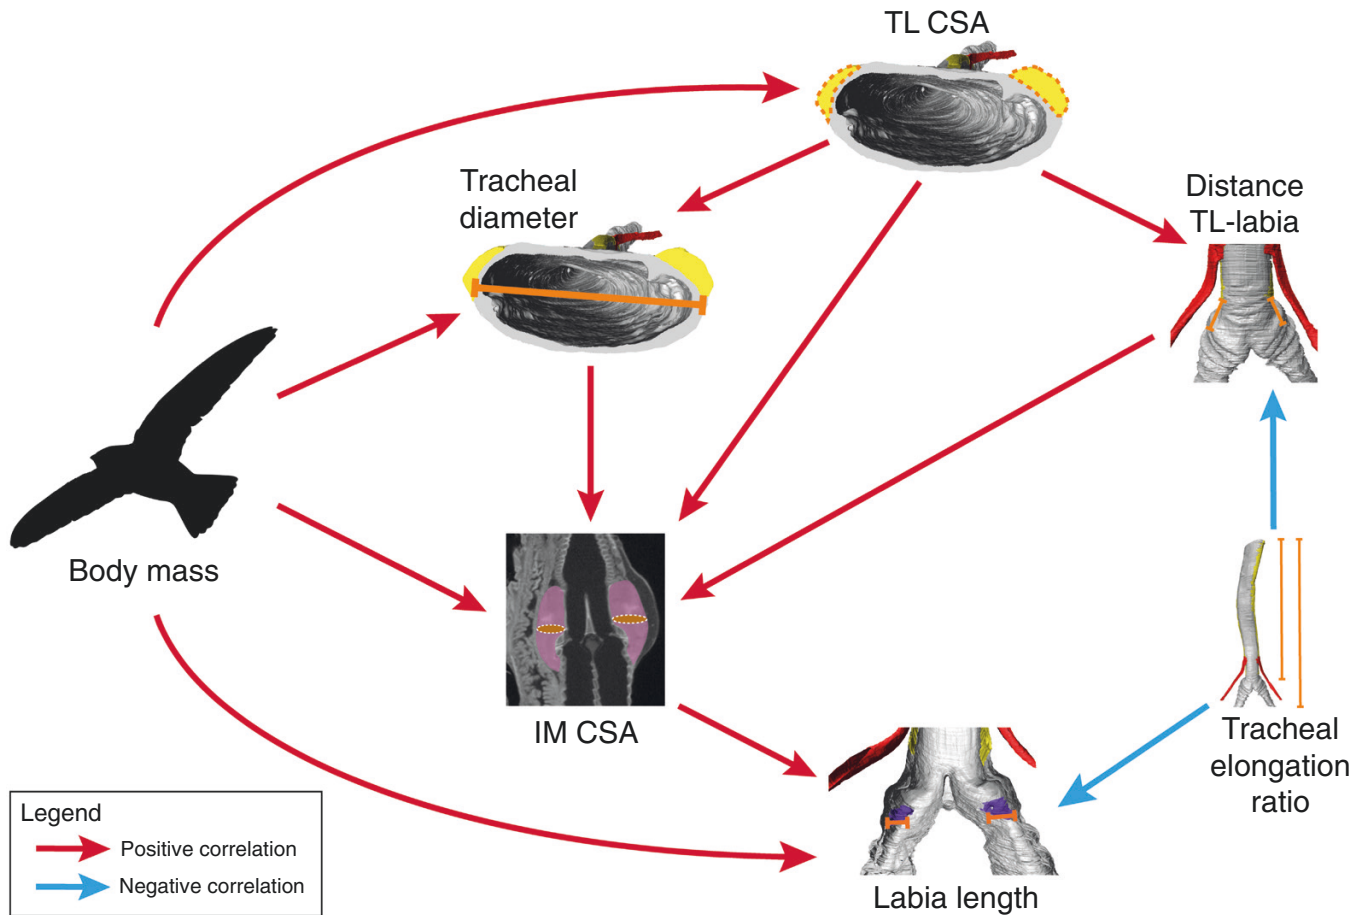 TL CSA
Tracheal
diameter
Distance
TL-labia
Body mass
IM CSA
Tracheal
elongation
ratio
Labia length
Legend
Positive correlation
Negative correlation